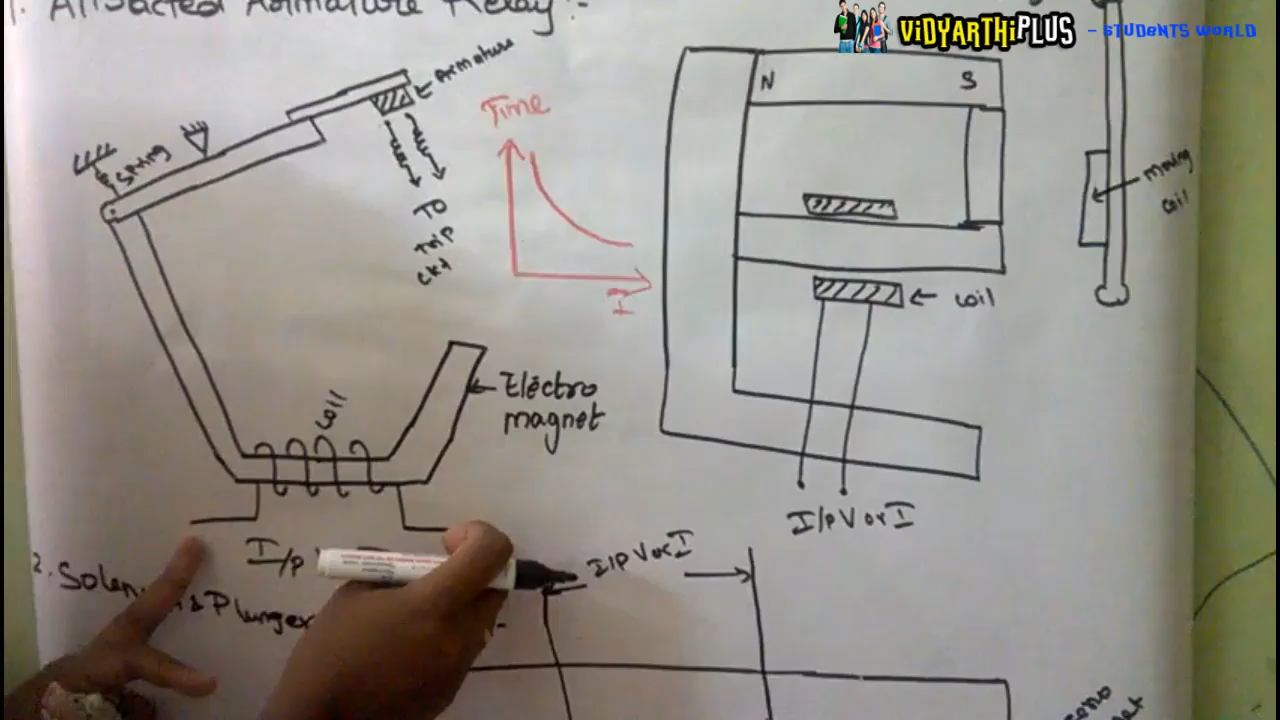 1. Attracted Armature Relay :-
ViDYARTHiPLUS - STUDENTS WORLD
Armature
Spring
To
trip
ckt
Time
I
N S
moving
coil
coil
coil
Electro
magnet
I/p V or I
I/p
I/P V or I
2. Solen
& Plunger